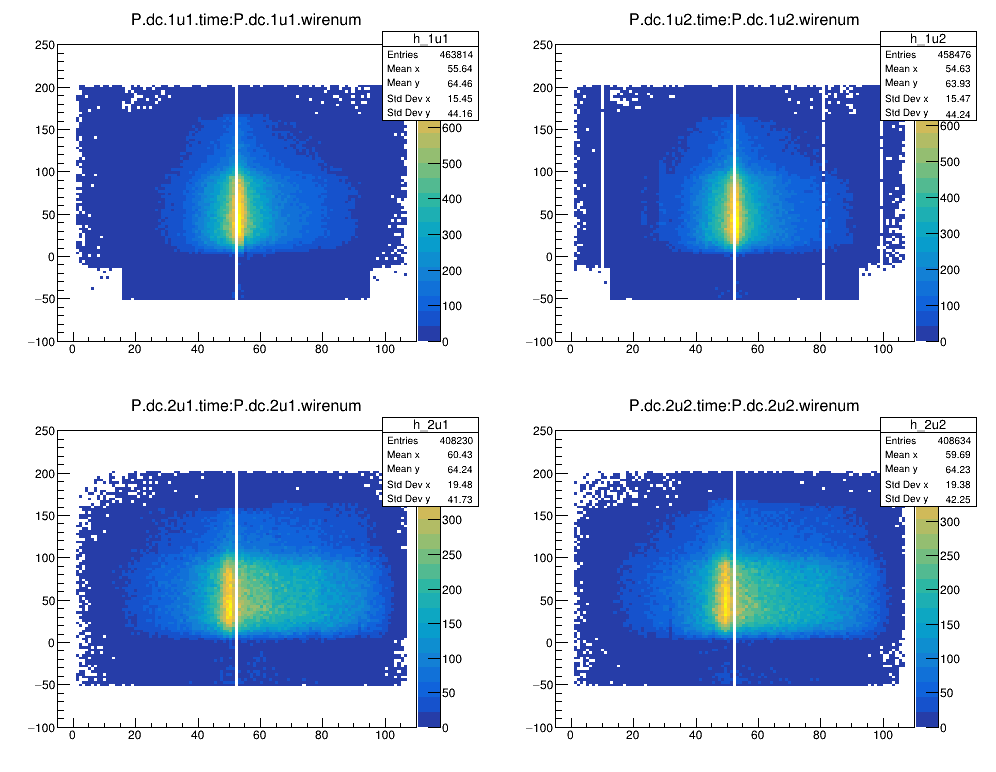 P.dc.1u1.time:P.dc.1u1.wirenum
h_1u1
Entries 463814
Mean x 55.64
Mean y 64.46
Std Dev x 15.45
Std Dev y 44.16
250
200
150
100
50
0
−50
−100
0 20 40 60 80 100
600
500
400
300
200
100
0
P.dc.1u2.time:P.dc.1u2.wirenum
h_1u2
Entries 458476
Mean x 54.63
Mean y 63.93
Std Dev x 15.47
Std Dev y 44.24
250
200
150
100
50
0
−50
−100
0 20 40 60 80 100
600
500
400
300
200
100
0
P.dc.2u1.time:P.dc.2u1.wirenum
h_2u1
Entries 408230
Mean x 60.43
Mean y 64.24
Std Dev x 19.48
Std Dev y 41.73
250
200
150
100
50
0
−50
−100
0 20 40 60 80 100
300
250
200
150
100
50
0
P.dc.2u2.time:P.dc.2u2.wirenum
h_2u2
Entries 408634
Mean x 59.69
Mean y 64.23
Std Dev x 19.38
Std Dev y 42.25
250
200
150
100
50
0
−50
−100
0 20 40 60 80 100
300
250
200
150
100
50
0